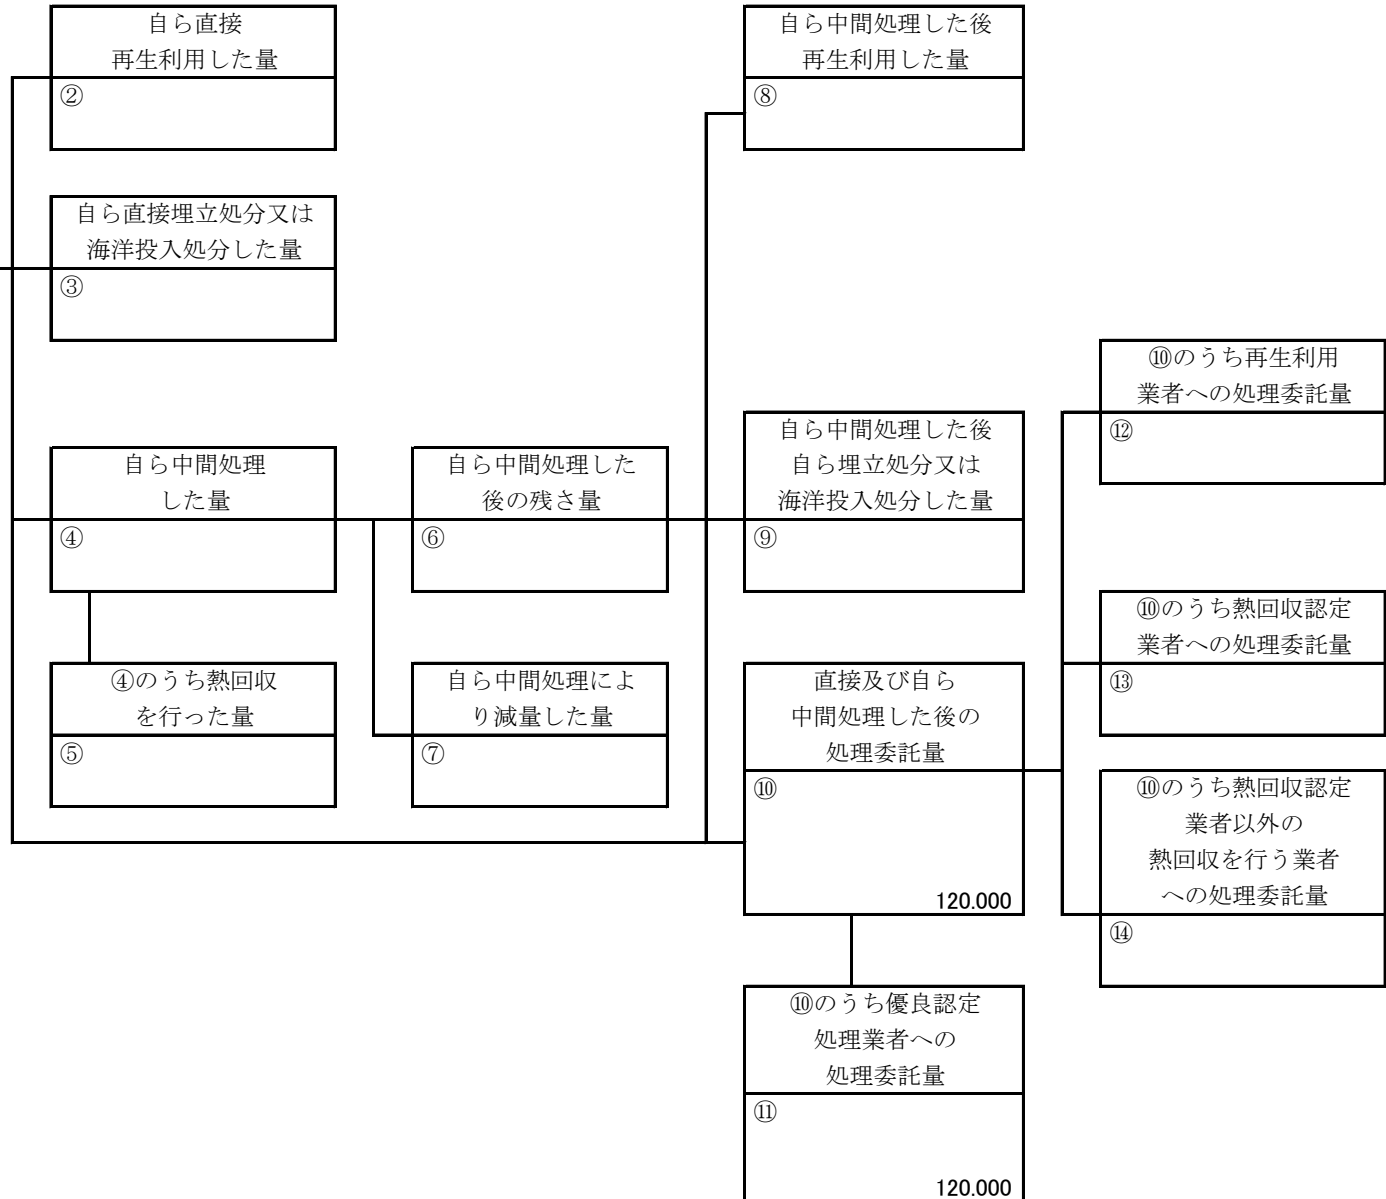 自ら直接
再生利用した量
②
自ら中間処理した後
再生利用した量
⑧
自ら直接埋立処分又は
海洋投入処分した量
③
⑩のうち再生利用
業者への処理委託量
⑫
自ら中間処理
した量
④
自ら中間処理した
後の残さ量
⑥
自ら中間処理した後
自ら埋立処分又は
海洋投入処分した量
⑨
⑩のうち熱回収認定
業者への処理委託量
⑬
④のうち熱回収
を行った量
⑤
自ら中間処理によ
り減量した量
⑦
直接及び自ら
中間処理した後の
処理委託量
⑩
120.000
⑩のうち熱回収認定
業者以外の
熱回収を行う業者
への処理委託量
⑭
⑩のうち優良認定
処理業者への
処理委託量
⑪
120.000